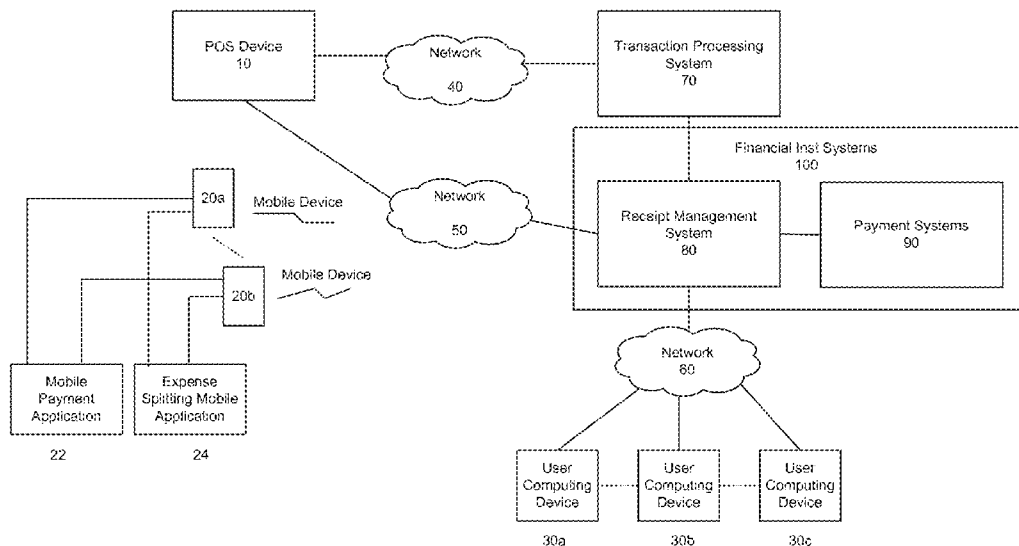 POS Device
10
Network
40
Transaction Processing
System
70
Financial Inst Systems
100
20a
Mobile Device
Network
50
Receipt Management
System
80
Payment Systems
90
20b
Mobile Device
Network
60
Mobile
Payment
Application
Expense
Splitting Mobile
Application
22
24
User
Computing
Device
User
Computing
Device
User
Computing
Device
30a
30b
30c